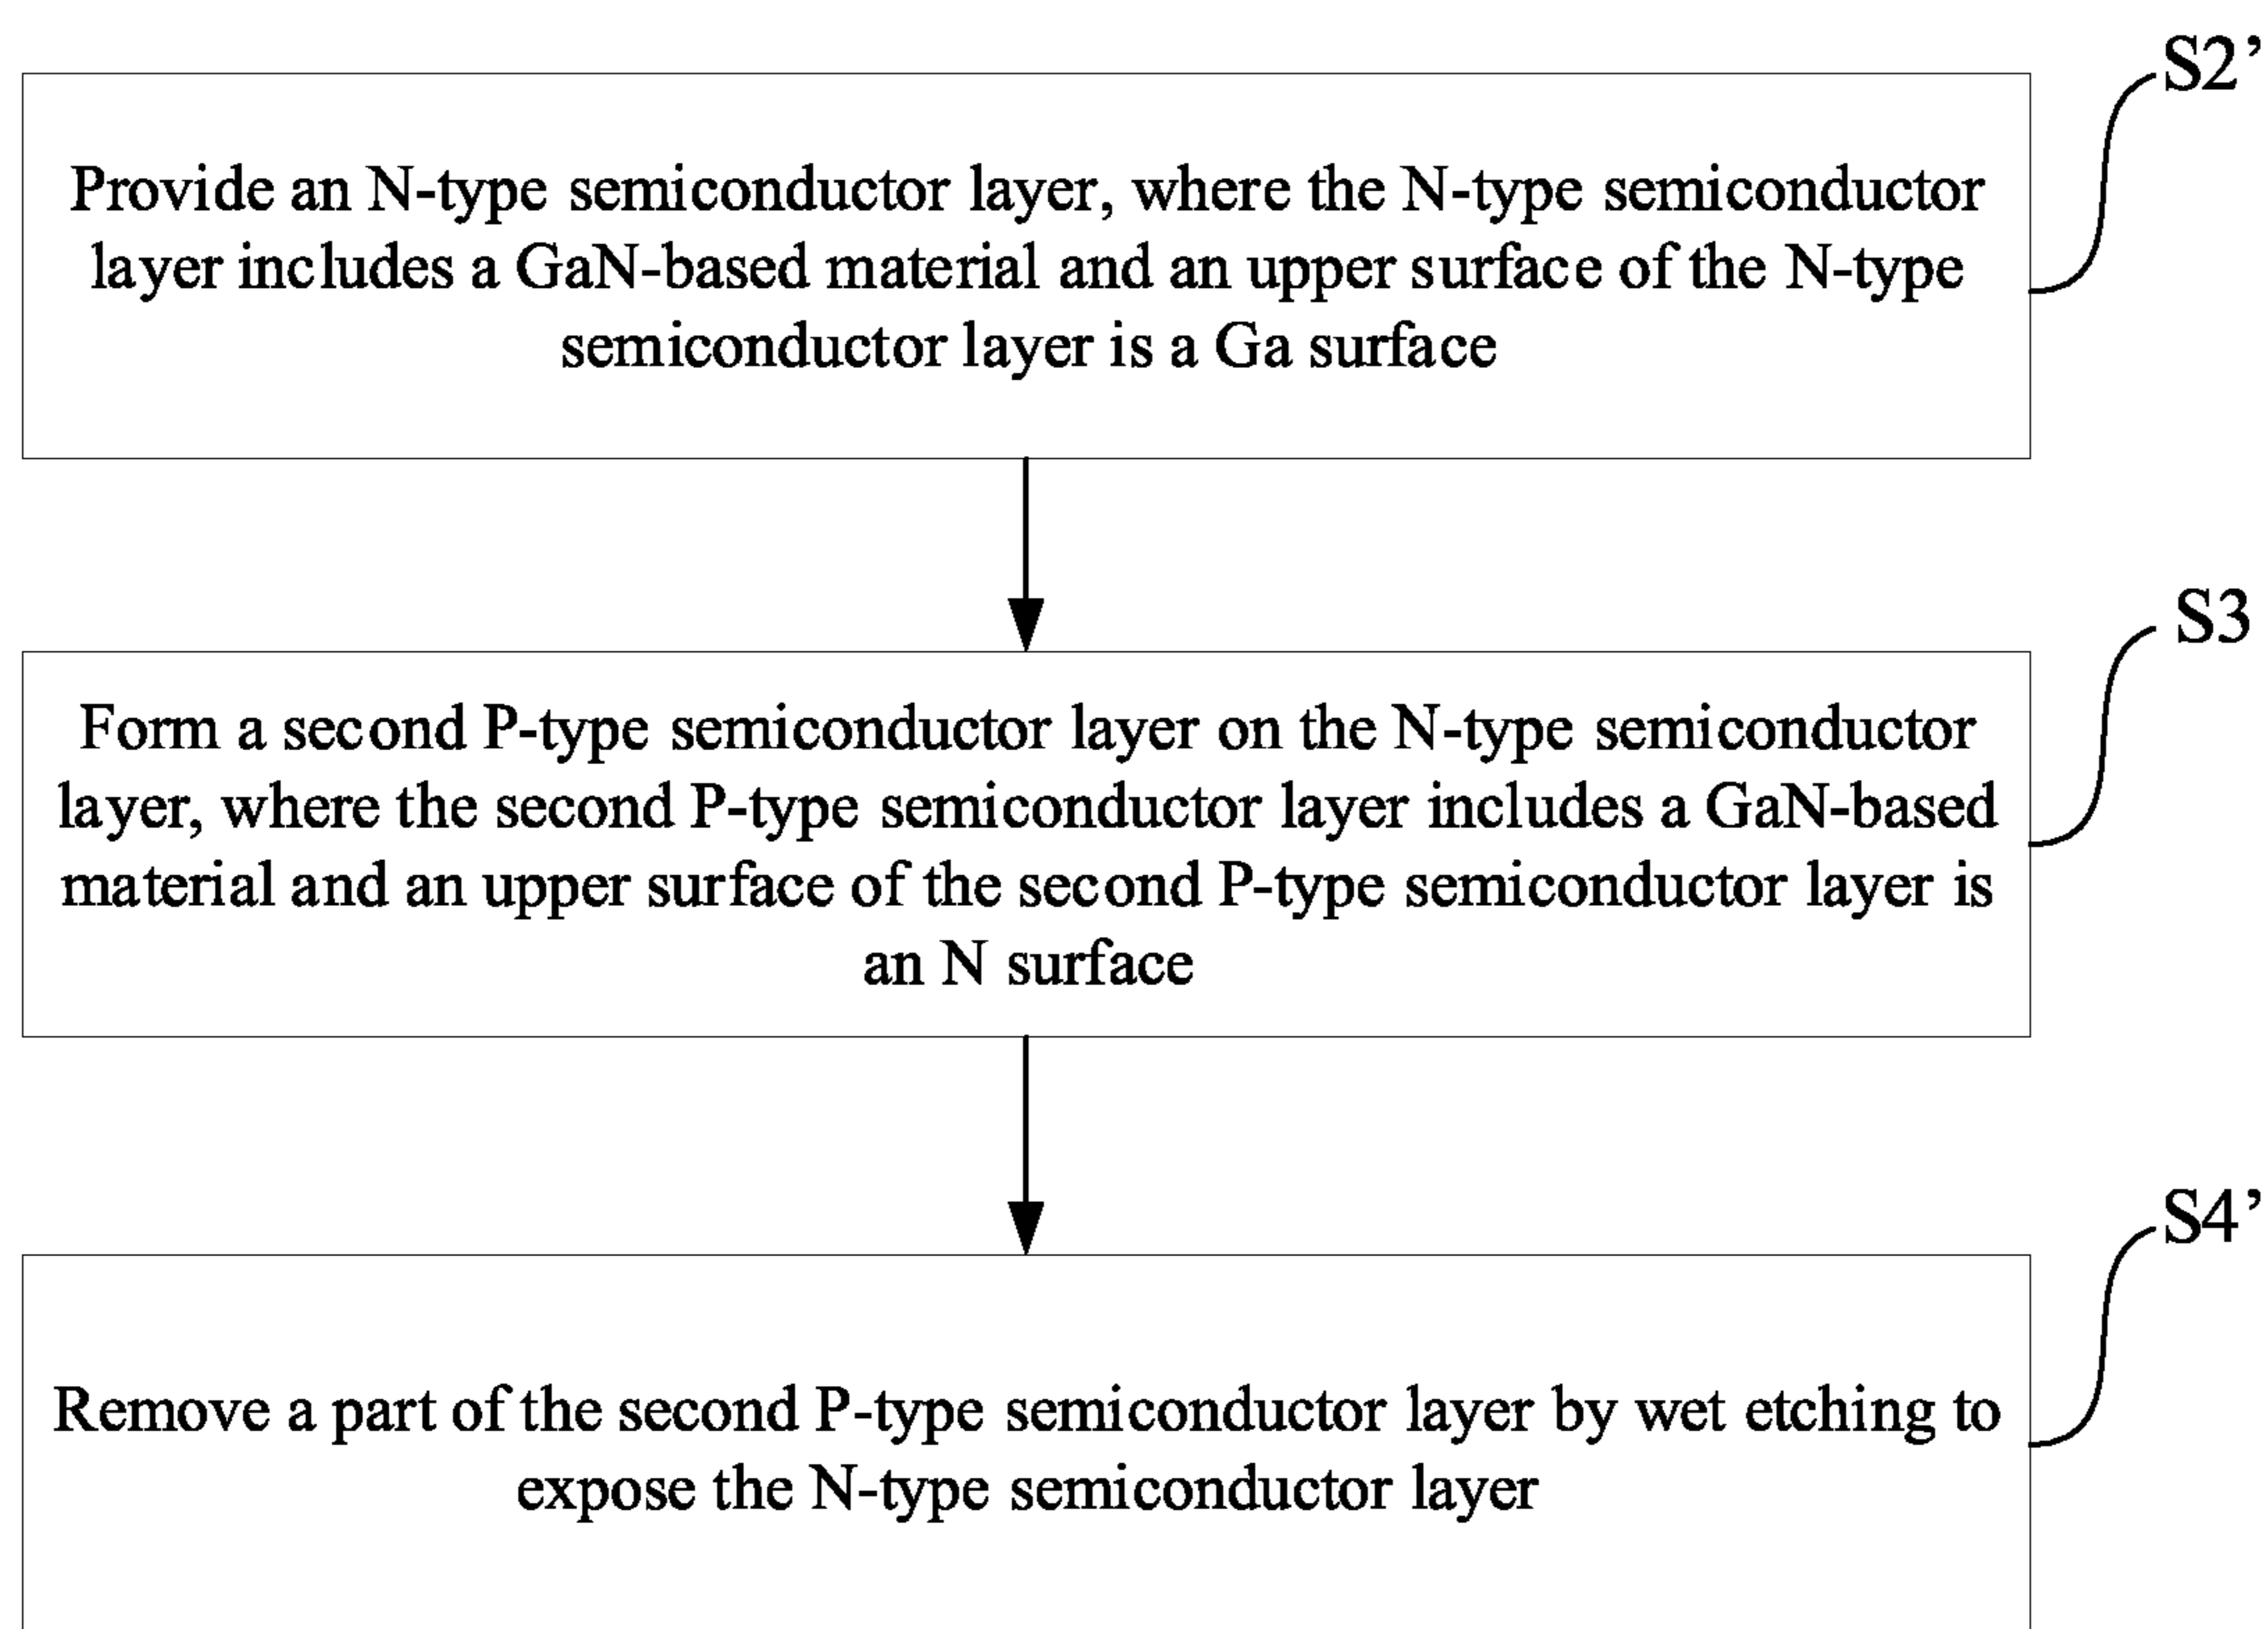 S2’
Provide an N-type semiconductor layer, where the N-type semiconductor
layer includes a GaN-based material and an upper surface of the N-type
semiconductor layer is a Ga surface
S3
Form a second P-type semiconductor layer on the N-type semiconductor
layer, where the second P-type semiconductor layer includes a GaN-based
material and an upper surface of the second P-type semiconductor layer is
an N surface
S4’
Remove a part of the second P-type semiconductor layer by wet etching to
expose the N-type semiconductor layer